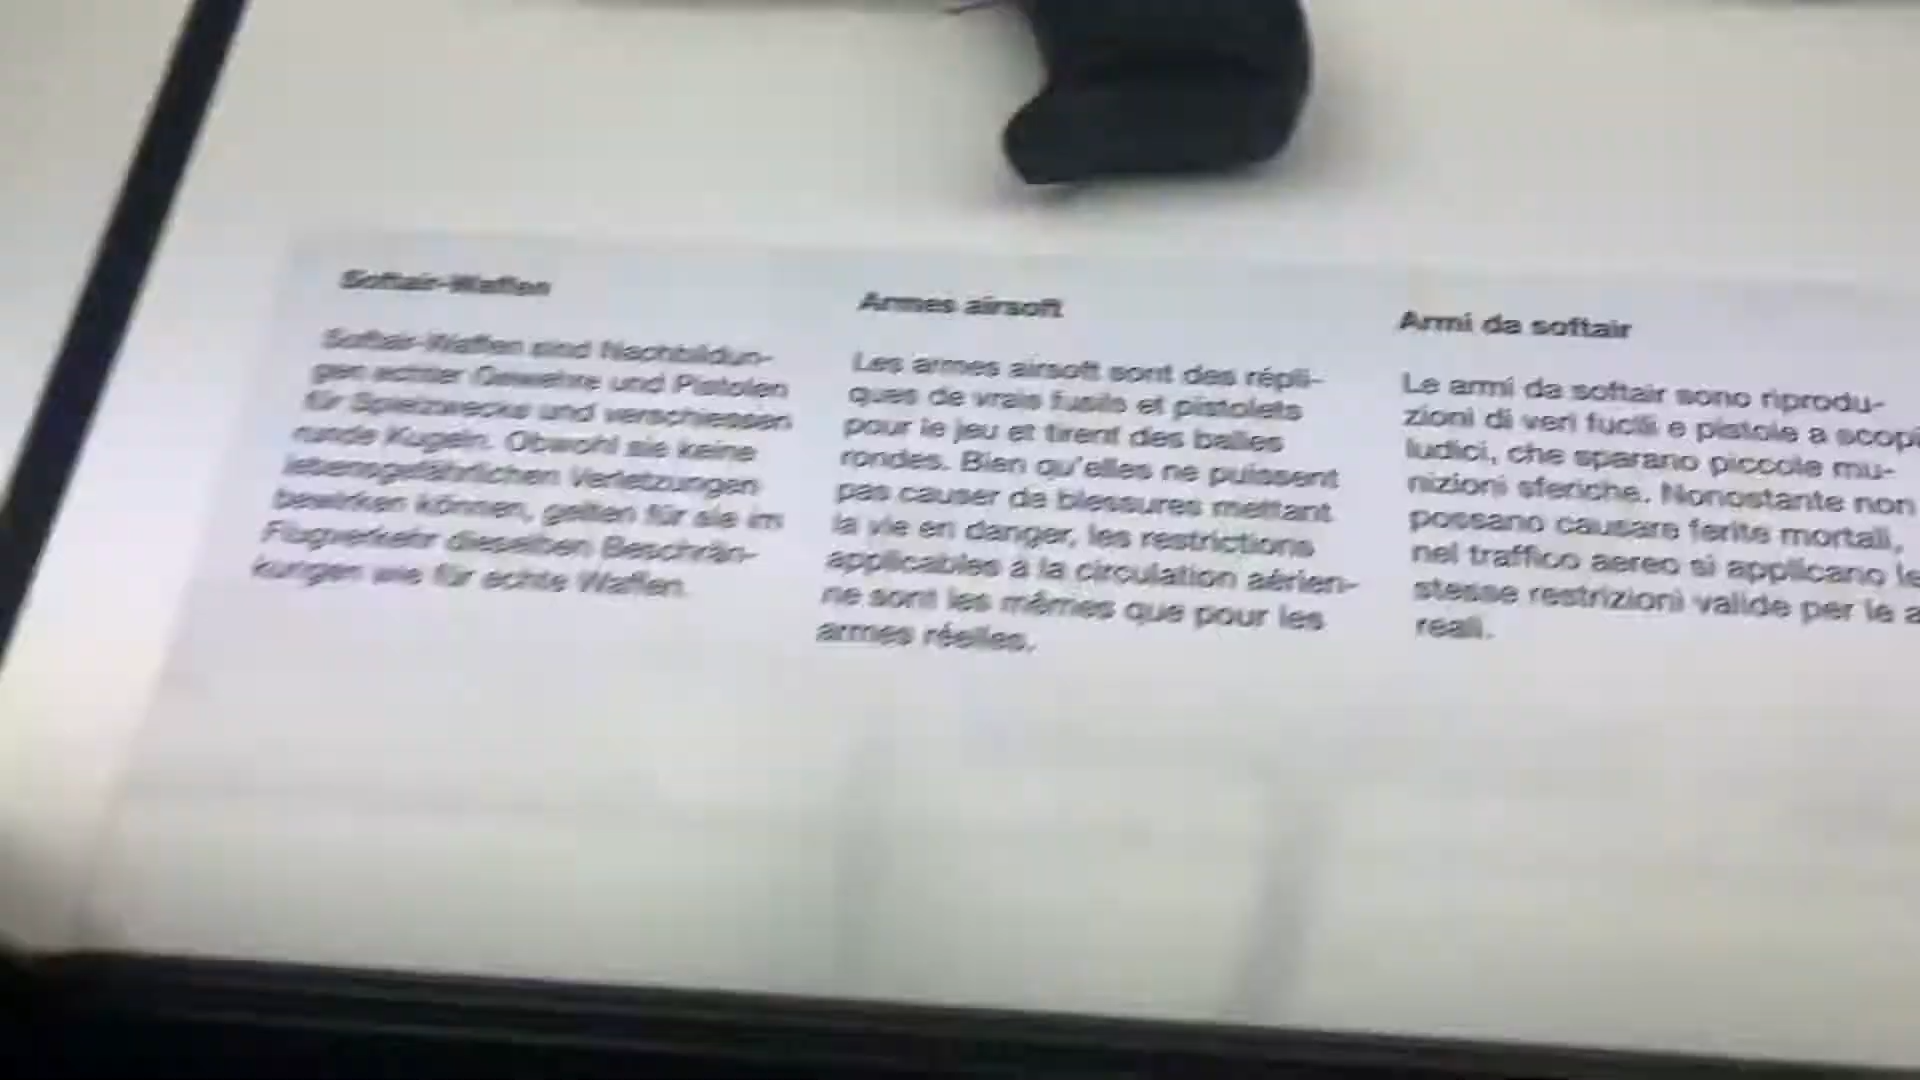 Softair-Waffen
Softair-Waffen sind Nachbildun-
gen echter Gewehre und Pistolen
für Spielzwecke und verschiessen
runde Kugeln. Obwohl sie keine
lebensgefährlichen Verletzungen
bewirken können, gelten für sie im
Flugverkehr dieselben Beschrän-
kungen wie für echte Waffen.
Armes airsoft
Les armes airsoft sont des répli-
ques de vrais fusils et pistolets
pour le jeu et tirent des balles
rondes. Bien qu'elles ne puissent
pas causer de blessures mettant
la vie en danger, les restrictions
applicables à la circulation aérien-
ne sont les mêmes que pour les
armes réelles.
Armi da softair
Le armi da softair sono riprodu-
zioni di veri fucili e pistole a scopi
ludici, che sparano piccole mu-
nizioni sferiche. Nonostante non
possano causare ferite mortali,
nel traffico aereo si applicano le
stesse restrizioni valide per le a
reali.